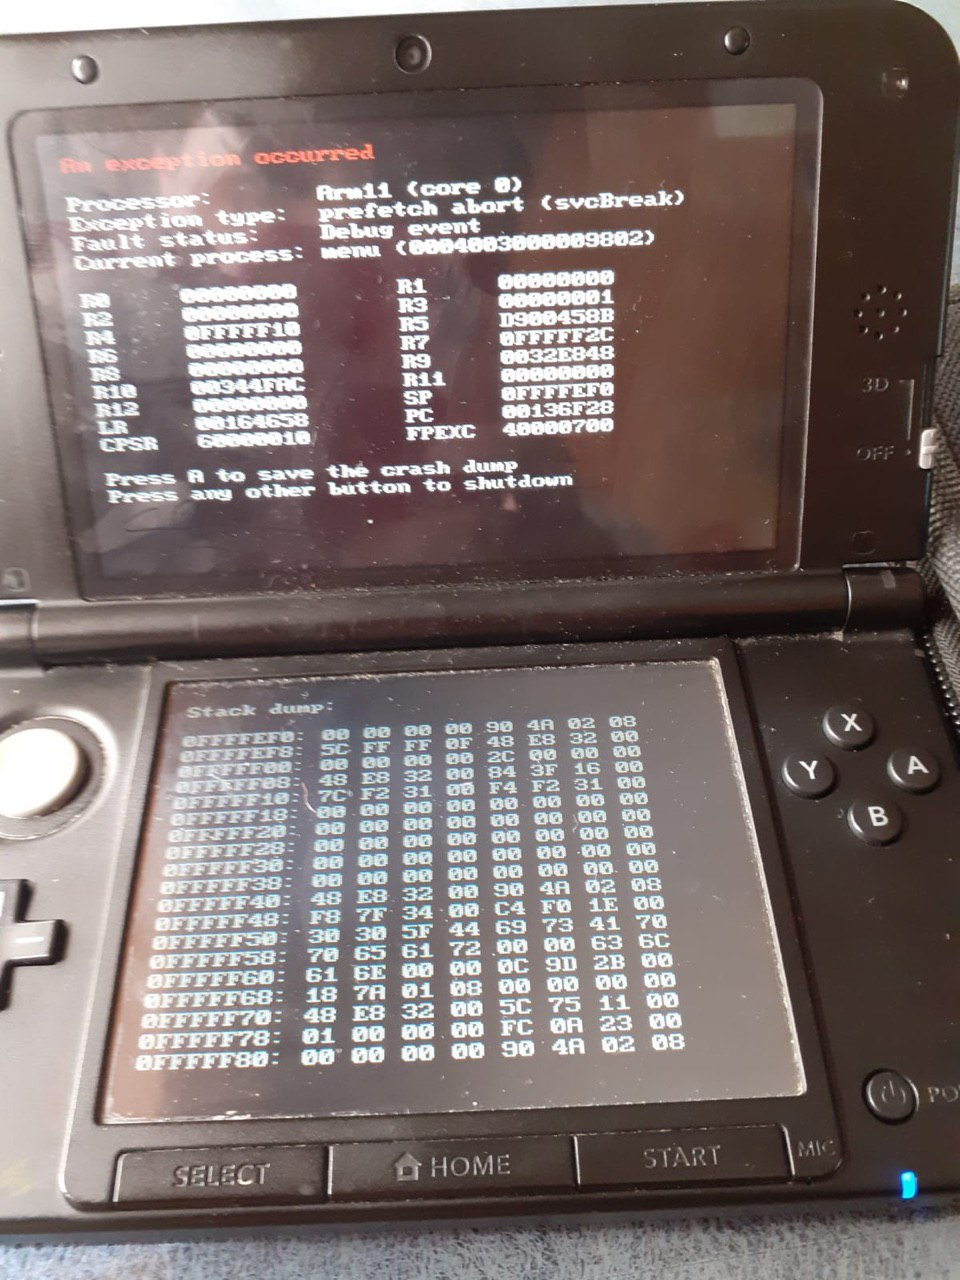 An exception occurred
Processor: Arm11 (core 0)
Exception type: prefetch abort (svcBreak)
Fault status: Debug event
Current process: menu (0004003000009802)
R0 00000000 R1 00000000
R2 00000000 R3 00000001
R4 0FFFFF10 R5 D900458B
R6 00000000 R7 0FFFFF2C
R8 00000000 R9 0032E848
R10 00344FAC R11 00000000
R12 00000000 SP 0FFFFEF0
LR 00164658 PC 00136F28
CPSR 60000010 FPEXC 40000700
Press A to save the crash dump
Press any other button to shutdown
3D
OFF
Stack dump:
0FFFFEF0: 00 00 00 00 90 4A 02 08
0FFFFEF8: 5C FF FF 0F 48 E8 32 00
0FFFFF00: 00 00 00 00 2C 00 00 00
0FFFFF08: 48 E8 32 00 84 3F 16 00
0FFFFF10: 7C F2 31 00 F4 F2 31 00
0FFFFF18: 00 00 00 00 00 00 00 00
0FFFFF20: 00 00 00 00 00 00 00 00
0FFFFF28: 00 00 00 00 00 00 00 00
0FFFFF30: 00 00 00 00 00 00 00 00
0FFFFF38: 00 00 00 00 00 00 00 00
0FFFFF40: 48 E8 32 00 90 4A 02 08
0FFFFF48: F8 7F 34 00 C4 F0 1E 00
0FFFFF50: 30 30 5F 44 69 73 41 70
0FFFFF58: 70 65 61 72 00 00 63 6C
0FFFFF60: 61 6E 00 00 0C 9D 2B 00
0FFFFF68: 18 7A 01 08 00 00 00 00
0FFFFF70: 48 E8 32 00 5C 75 11 00
0FFFFF78: 01 00 00 00 FC 0A 23 00
0FFFFF80: 00 00 00 00 90 4A 02 08
X
Y A
B
PO
SELECT HOME START MIC